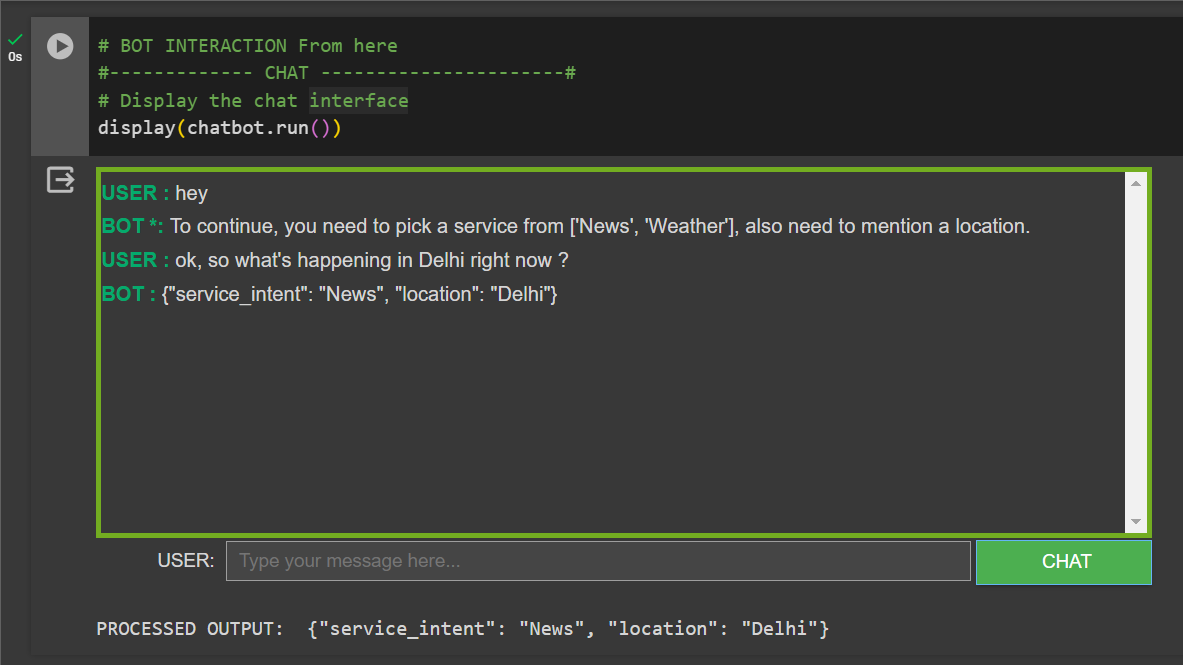 # BOT INTERACTION From here
#------------- CHAT ----------------------#
# Display the chat interface
display(chatbot.run())
0s
USER : hey
BOT *: To continue, you need to pick a service from ['News', 'Weather'], also need to mention a location.
USER : ok, so what's happening in Delhi right now ?
BOT : {"service_intent": "News", "location": "Delhi"}
USER: Type your message here... CHAT
PROCESSED OUTPUT:  {"service_intent": "News", "location": "Delhi"}